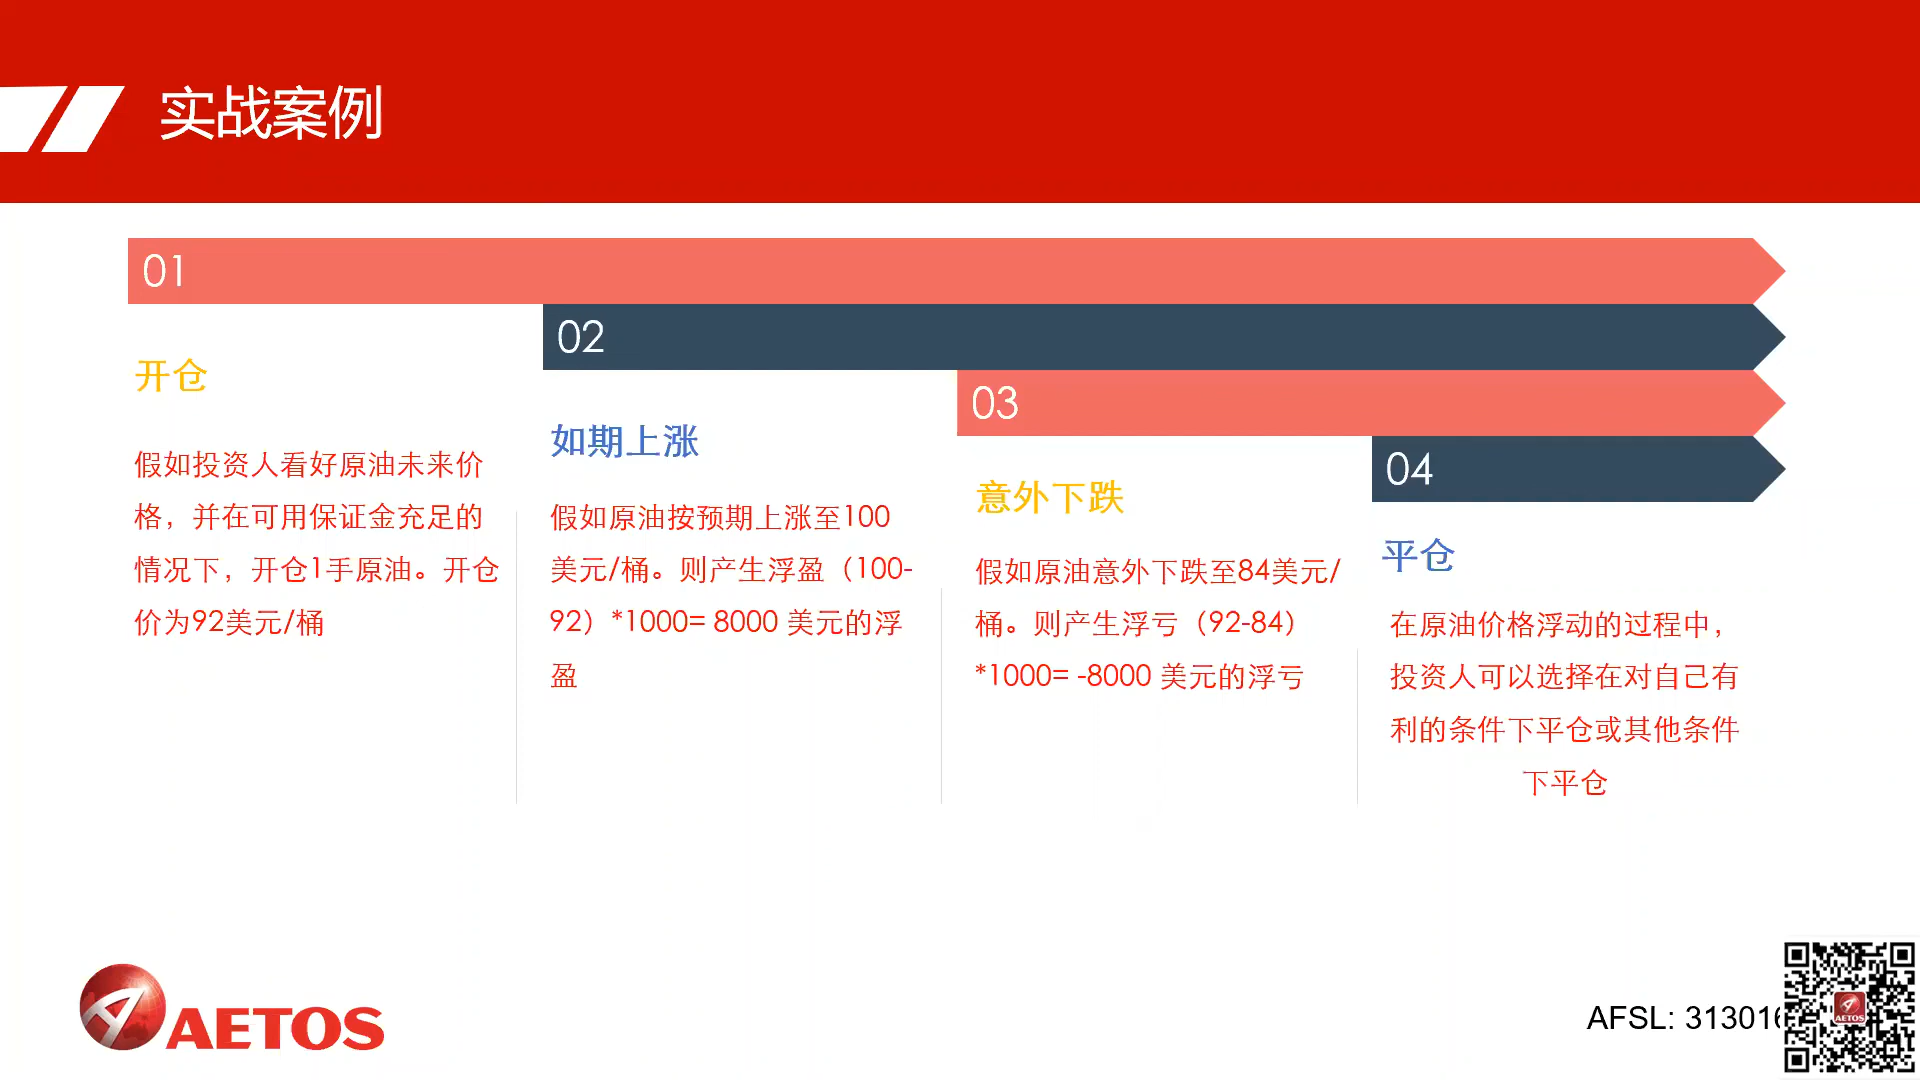 实战案例
01
02
03
04
开仓
假如投资人看好原油未来价
格，并在可用保证金充足的
情况下，开仓1手原油。开仓
价为92美元/桶
如期上涨
假如原油按预期上涨至100
美元/桶。则产生浮盈（100-
92）*1000= 8000 美元的浮
盈
意外下跌
假如原油意外下跌至84美元/
桶。则产生浮亏（92-84）
*1000= -8000 美元的浮亏
平仓
在原油价格浮动的过程中，
投资人可以选择在对自己有
利的条件下平仓或其他条件
下平仓
AETOS
AFSL: 313016
AETOS